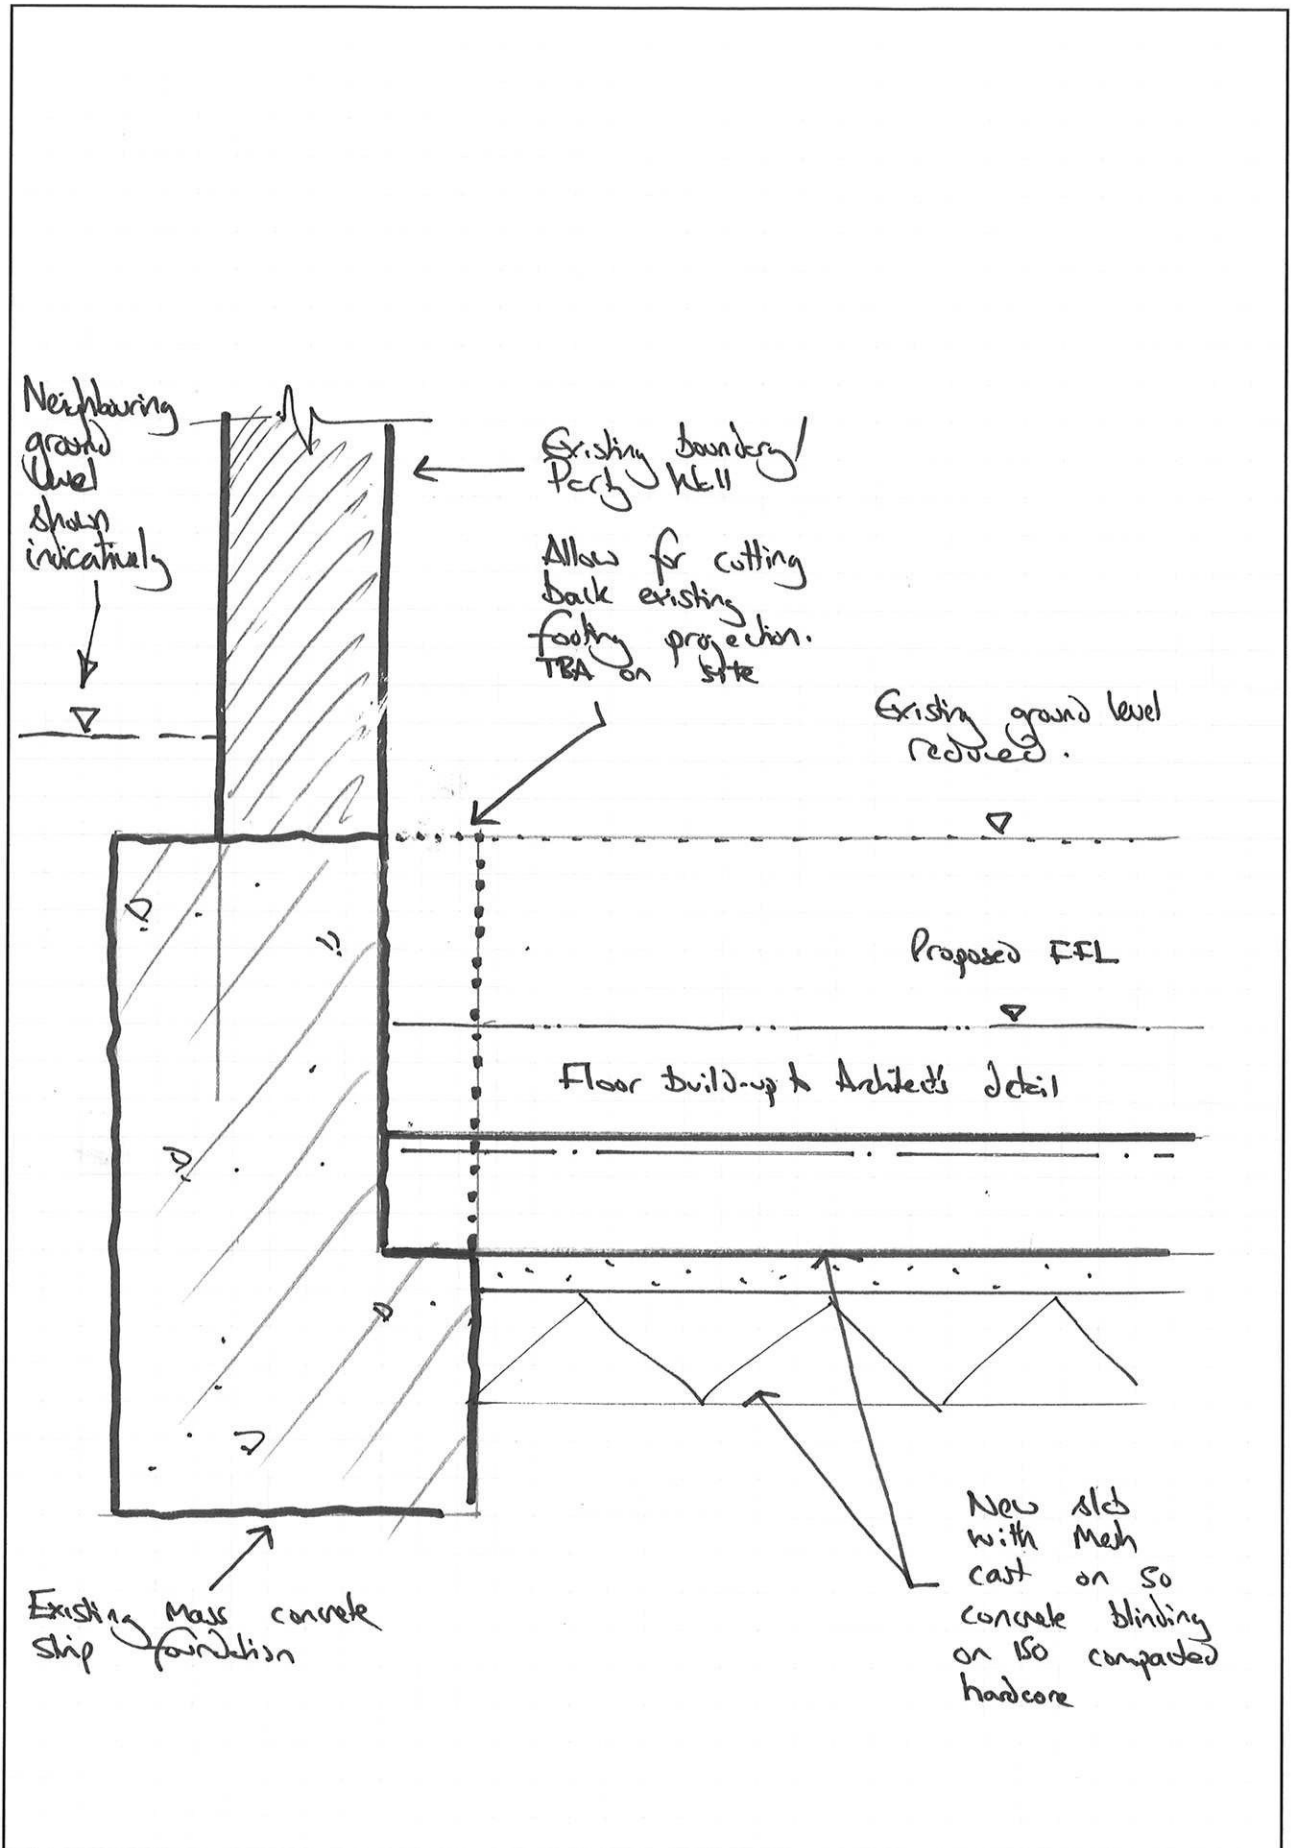 Neighbouring
ground
level
shown
indicatively
Existing boundary/
Party Wall
Allow for cutting
back existing
footing projection.
TBA on site
Existing ground level
reduced.
Proposed FFL
Floor build-up to Architect's detail
New slab
with Mesh
cast on 50
concrete blinding
on 150 compacted
hardcore
Existing mass concrete
strip foundation